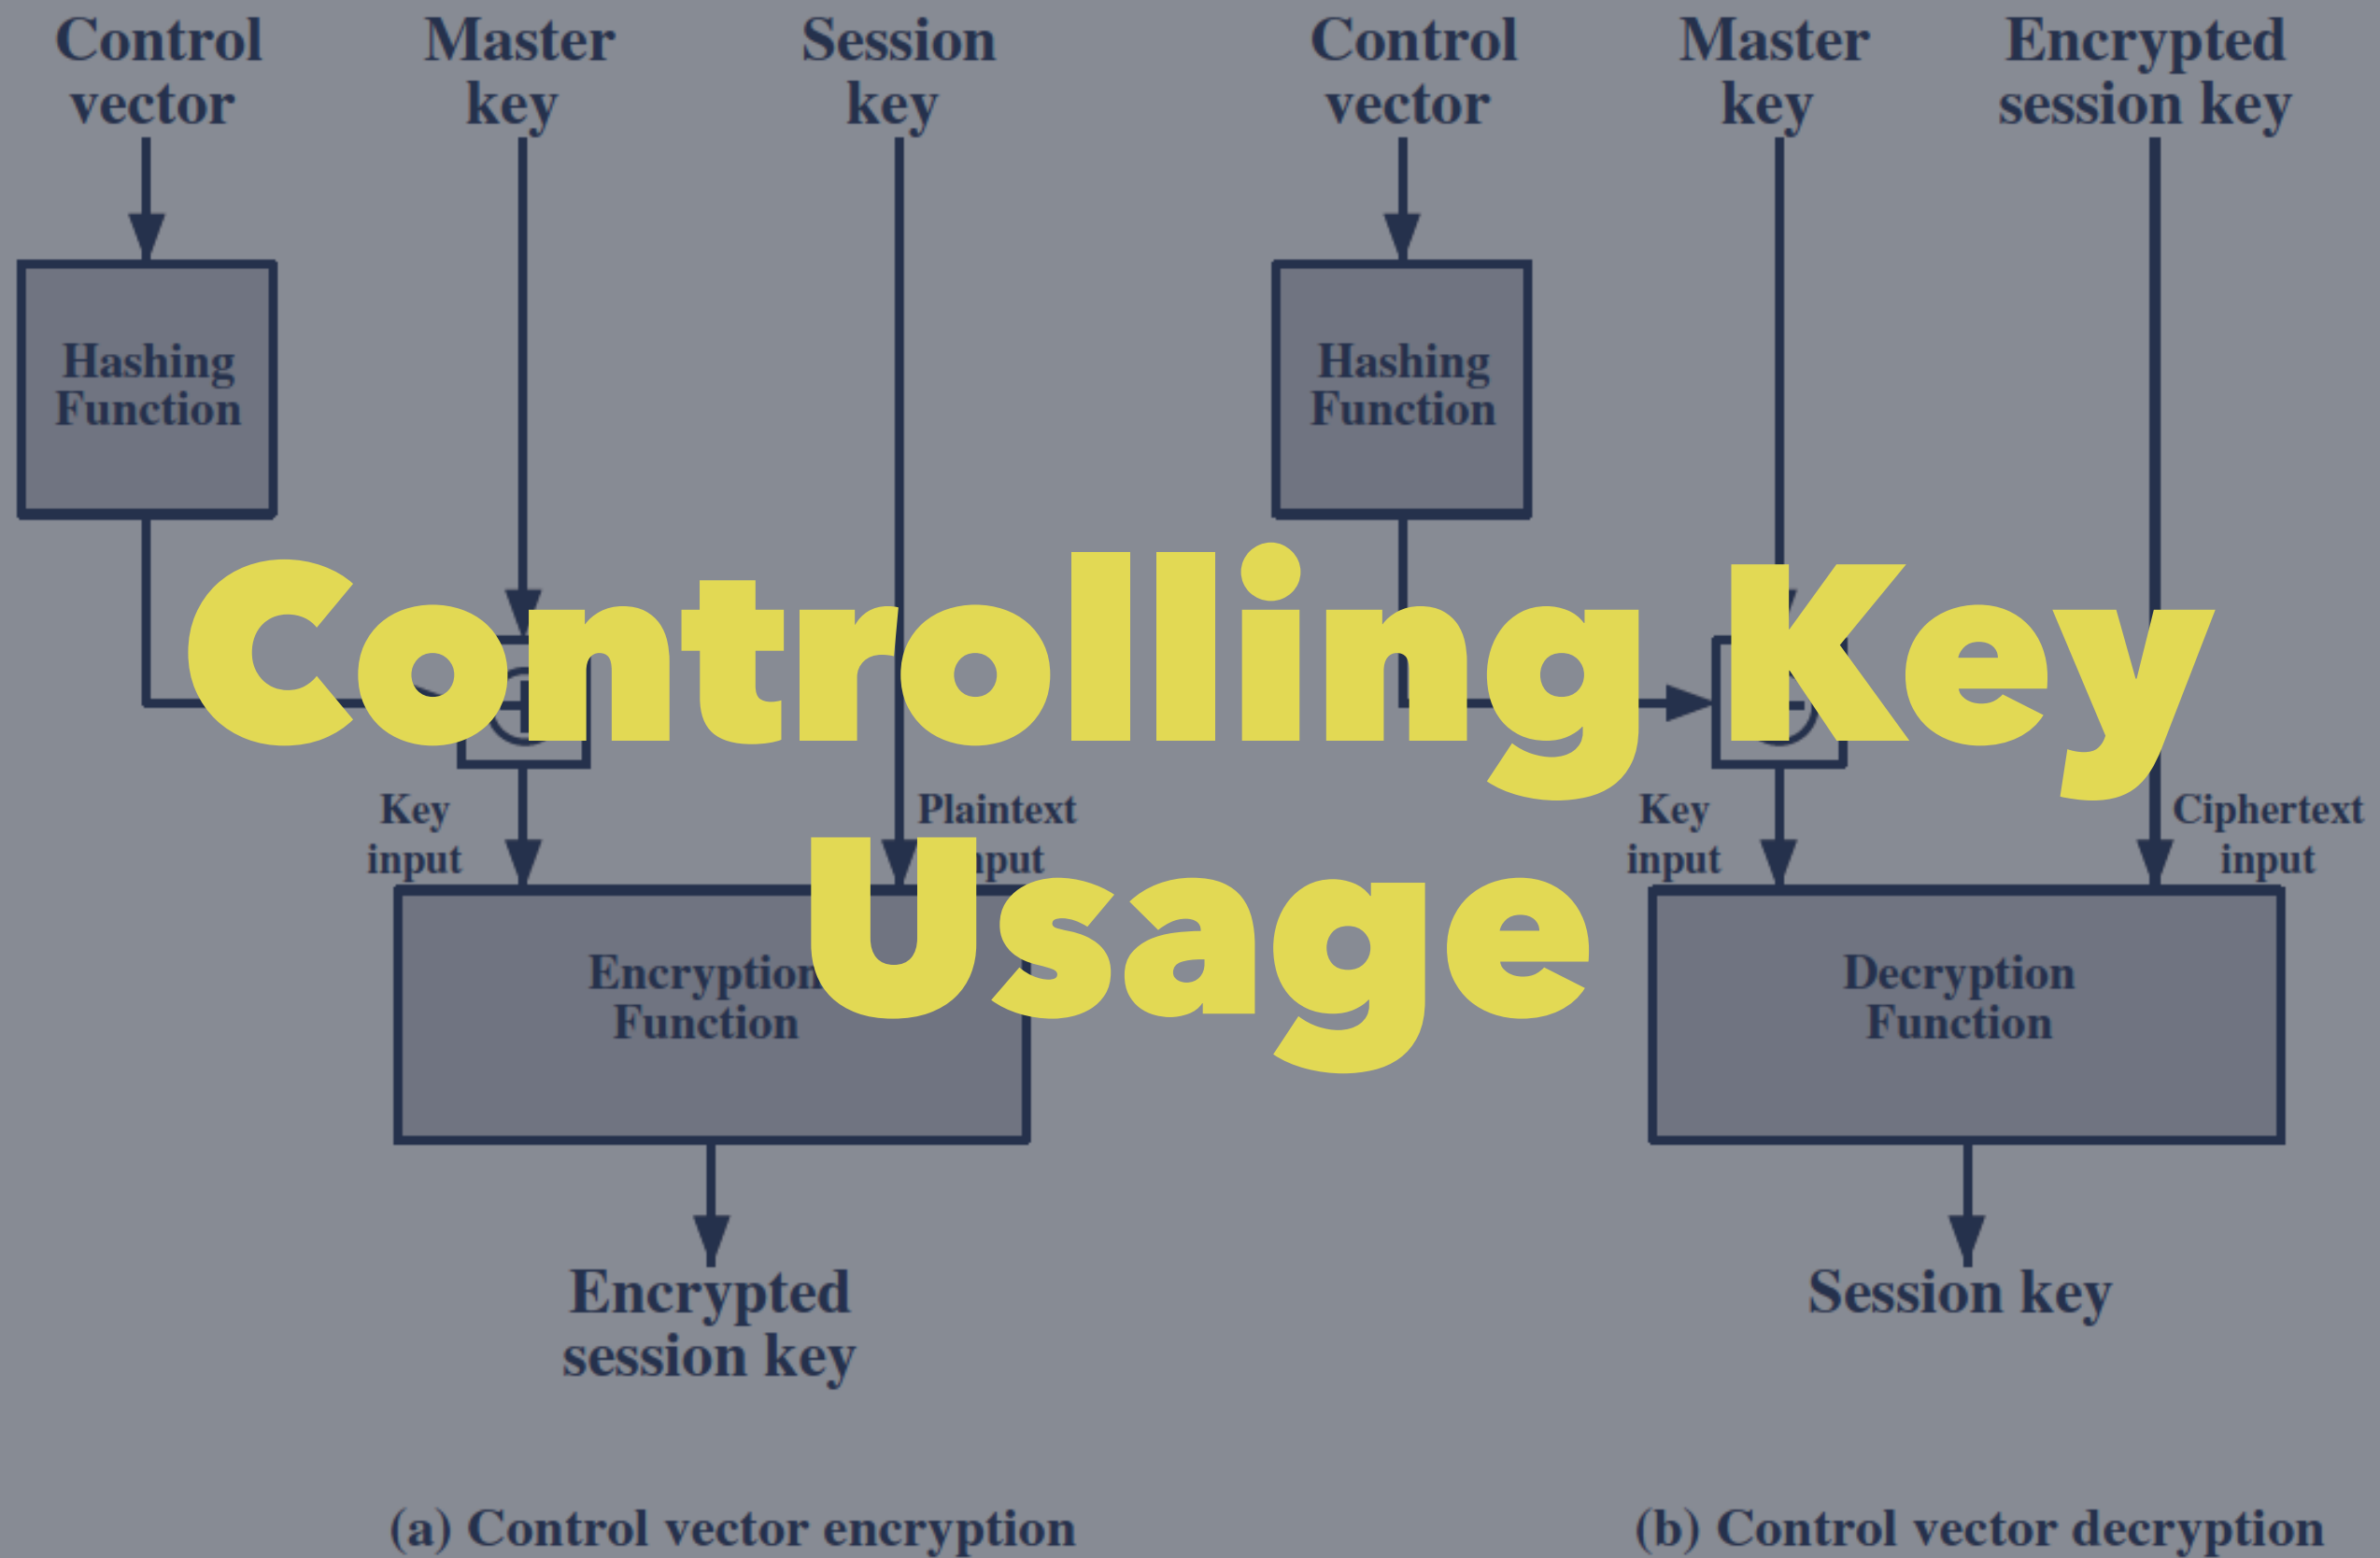 Control
vector
Master
key
Session
key
Control
vector
Master
key
Encrypted
session key
Hashing
Function
Hashing
Function
Controlling Key
Usage
Key
input
Plaintext
input
Key
input
Ciphertext
input
Encryption
Function
Decryption
Function
Encrypted
session key
Session key
(a) Control vector encryption
(b) Control vector decryption